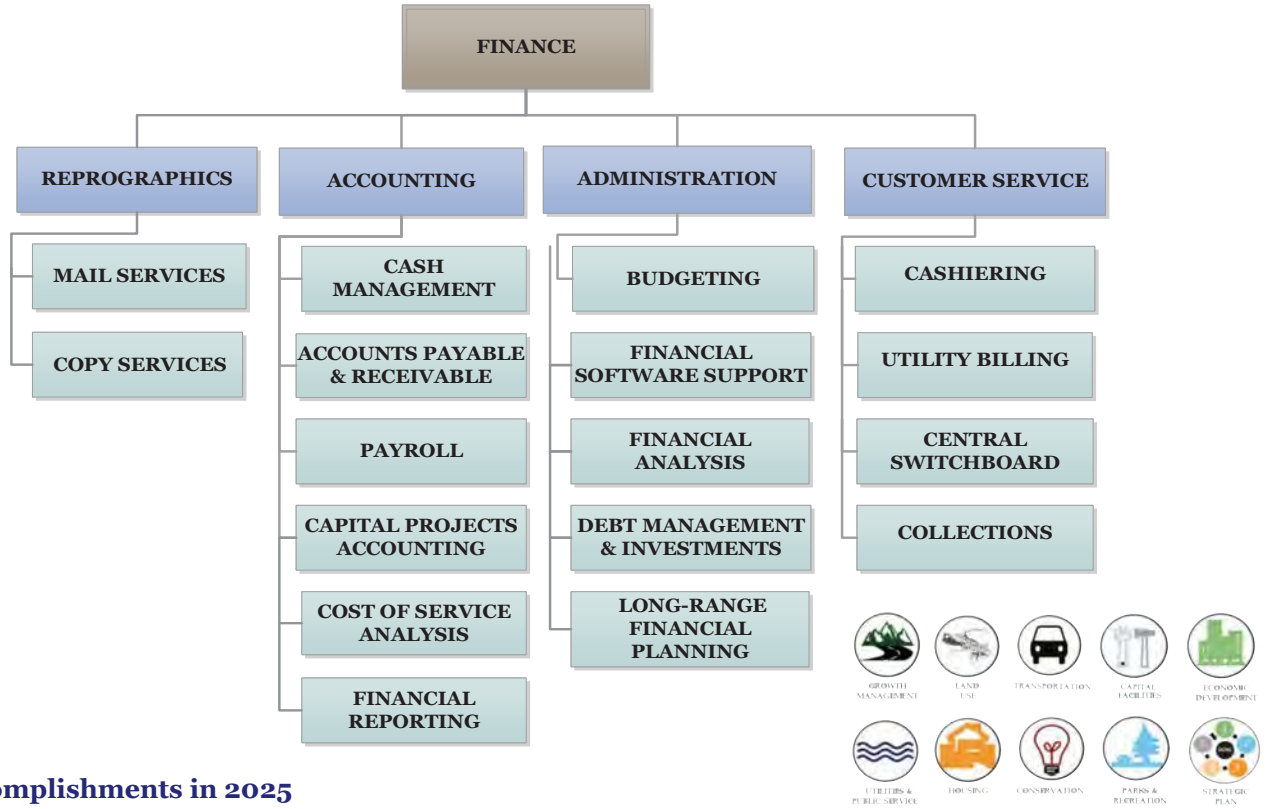 FINANCE
REPROGRAPHICS
ACCOUNTING
ADMINISTRATION
CUSTOMER SERVICE
MAIL SERVICES
COPY SERVICES
CASH
MANAGEMENT
ACCOUNTS PAYABLE
& RECEIVABLE
PAYROLL
CAPITAL PROJECTS
ACCOUNTING
COST OF SERVICE
ANALYSIS
FINANCIAL
REPORTING
BUDGETING
FINANCIAL
SOFTWARE SUPPORT
FINANCIAL
ANALYSIS
DEBT MANAGEMENT
& INVESTMENTS
LONG-RANGE
FINANCIAL
PLANNING
CASHIERING
UTILITY BILLING
CENTRAL
SWITCHBOARD
COLLECTIONS
GROWTH
MANAGEMENT
LAND
USE
TRANSPORTATION
CAPITAL
FACILITIES
ECONOMIC
DEVELOPMENT
UTILITIES &
PUBLIC SERVICE
HOUSING
CONSERVATION
PARKS &
RECREATION
STRATEGIC
PLAN
omplishments in 2025